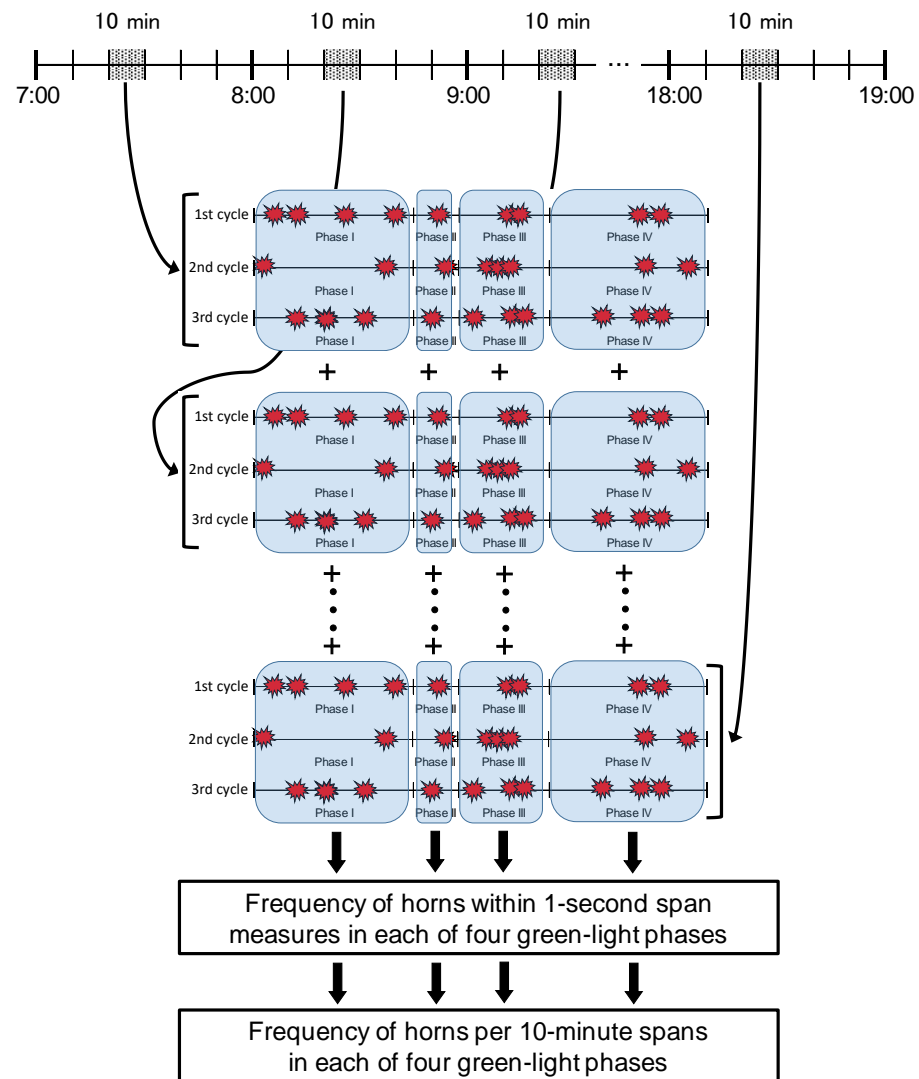 10 min 10 min 10 min 10 min
...
7:00 8:00 9:00 18:00 19:00
1st cycle
Phase I Phase II Phase III Phase IV
2nd cycle
Phase I Phase II Phase III Phase IV
3rd cycle
Phase I Phase II Phase III Phase IV
+ + + +
1st cycle
Phase I Phase II Phase III Phase IV
2nd cycle
Phase I Phase II Phase III Phase IV
3rd cycle
Phase I Phase II Phase III Phase IV
+ + + +
+ + + +
1st cycle
Phase I Phase II Phase III Phase IV
2nd cycle
Phase I Phase II Phase III Phase IV
3rd cycle
Phase I Phase II Phase III Phase IV
Frequency of horns within 1-second span
measures in each of four green-light phases
Frequency of horns per 10-minute spans
in each of four green-light phases